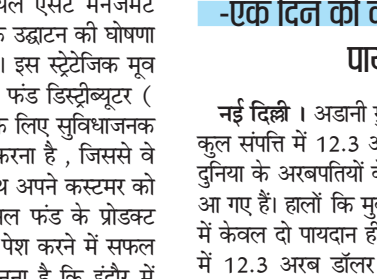 एसेट मैनेजमेंट
उद्घाटन की घोषणा
। इस स्ट्रेटेजिक मूव
फंड डिस्ट्रीब्यूटर (
लिए सुविधाजनक
करना है , जिससे वे
अपने कस्टमर को
फंड के प्रोडक्ट
पेश करने में सफल
है कि इंदौर में
-एक दिन की
नई दिल्ली । अडानी
कुल संपत्ति में 12.3
दुनिया के अरबपतियों
आ गए हैं। हालों कि
में केवल दो पायदान ही
में 12.3 अरब डॉलर